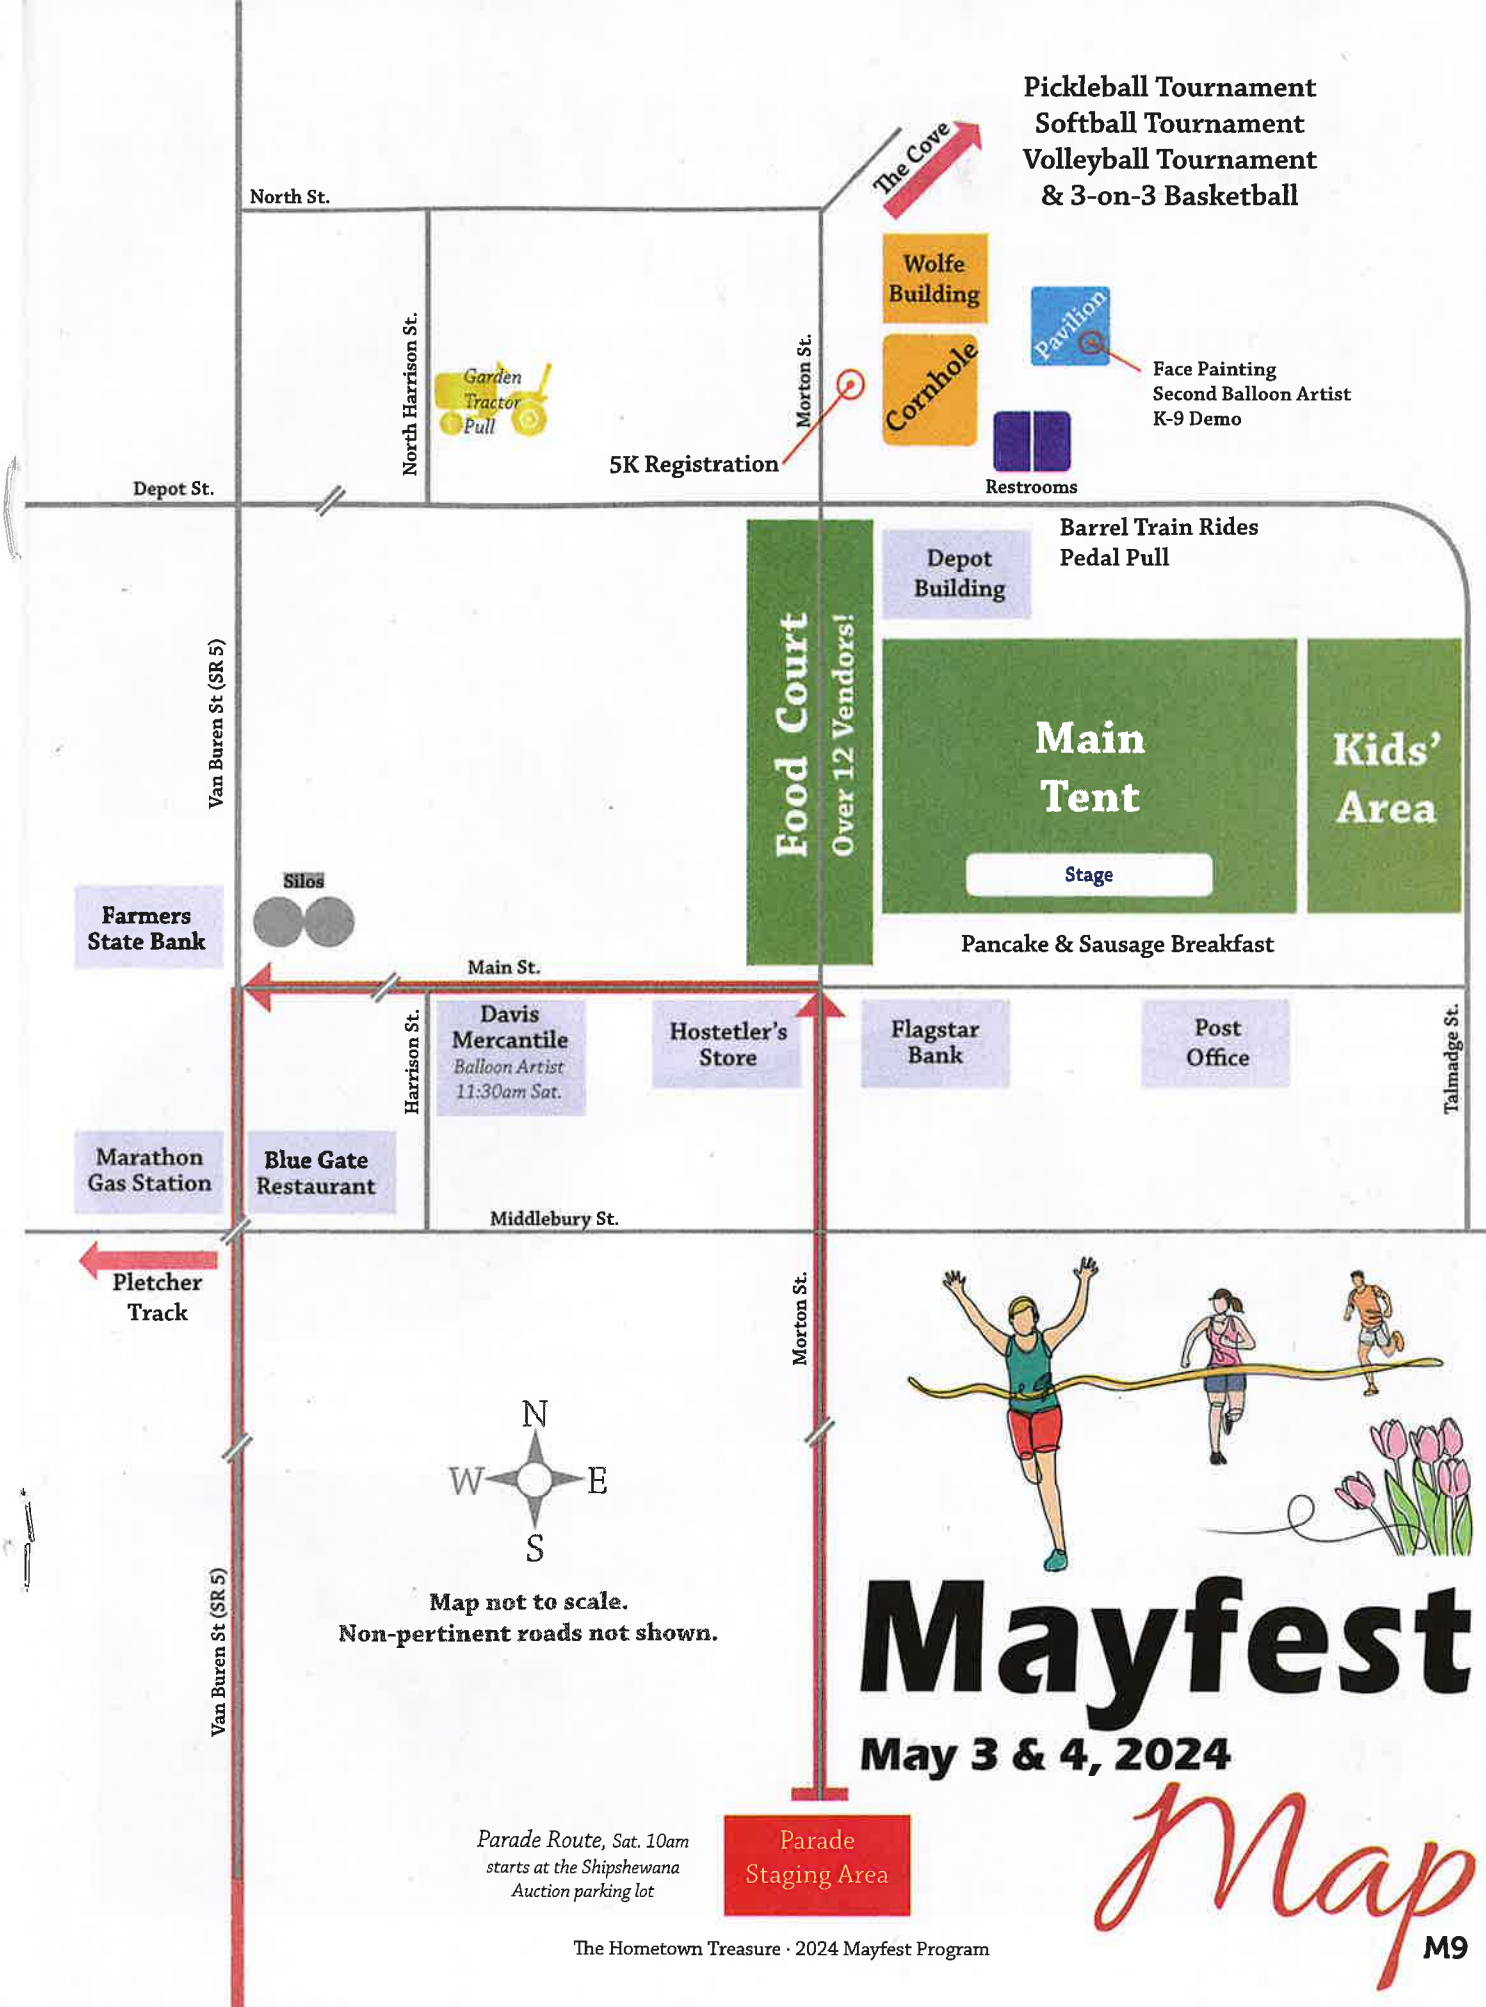 Pickleball Tournament
Softball Tournament
Volleyball Tournament
& 3-on-3 Basketball
The Cove
North St.
Wolfe
Building
Pavilion
North Harrison St.
Garden
Tractor
Pull
Morton St.
Cornhole
Face Painting
Second Balloon Artist
K-9 Demo
5K Registration
Restrooms
Depot St.
Barrel Train Rides
Pedal Pull
Depot
Building
Van Buren St (SR 5)
Food Court
Over 12 Vendors!
Main
Tent
Kids'
Area
Stage
Silos
Farmers
State Bank
Pancake & Sausage Breakfast
Main St.
Harrison St.
Davis
Mercantile
Balloon Artist
11:30am Sat.
Hostetler's
Store
Flagstar
Bank
Post
Office
Talmadge St.
Marathon
Gas Station
Blue Gate
Restaurant
Middlebury St.
Pletcher
Track
Morton St.
N
W E
S
Map not to scale.
Non-pertinent roads not shown.
Van Buren St (SR 5)
Mayfest
May 3 & 4, 2024
Map
Parade Route, Sat. 10am
starts at the Shipshewana
Auction parking lot
Parade
Staging Area
The Hometown Treasure · 2024 Mayfest Program
M9